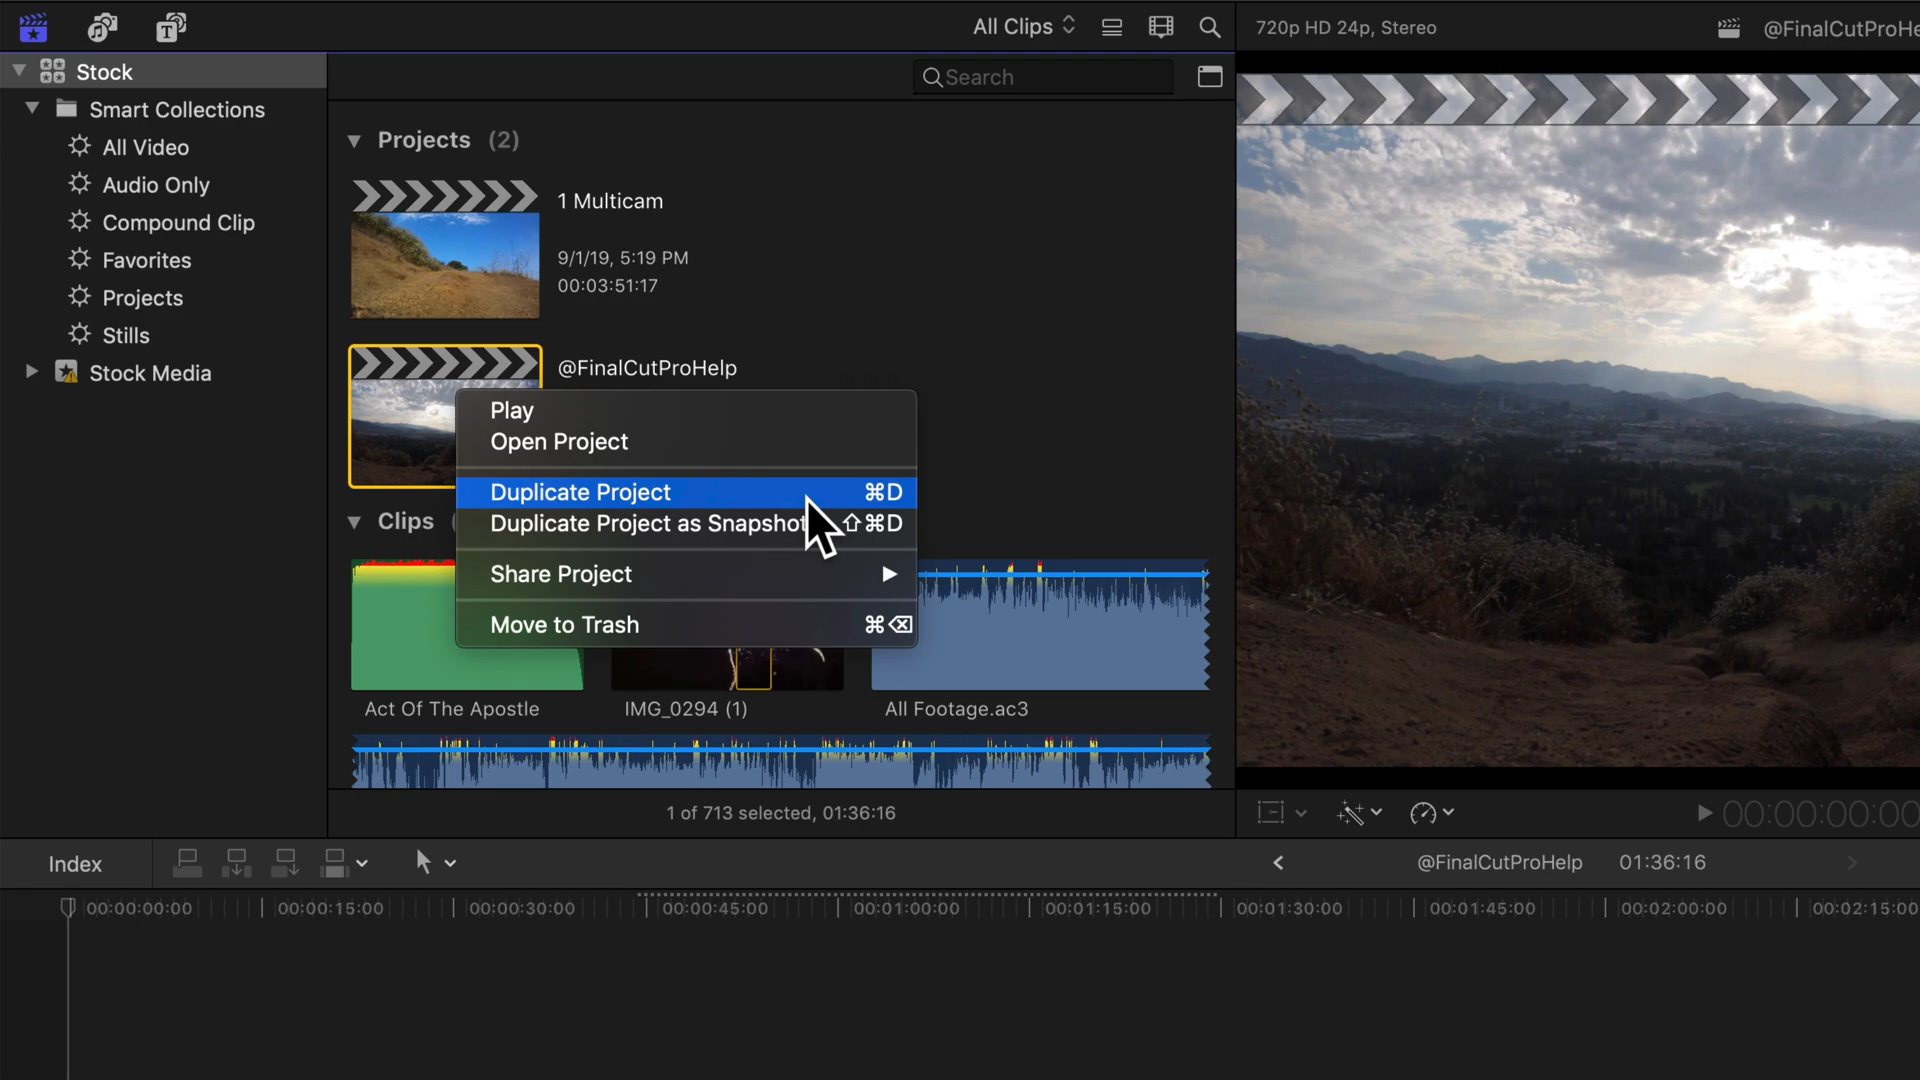 All Clips
720p HD 24p, Stereo
@FinalCutProHe
Stock
Search
Smart Collections
All Video
Audio Only
Compound Clip
Favorites
Projects
Stills
Stock Media
Projects (2)
1 Multicam
9/1/19, 5:19 PM
00:03:51:17
@FinalCutProHelp
Play
Open Project
Duplicate Project ⌘D
Duplicate Project as Snapshot ⇧⌘D
Share Project
Move to Trash ⌘⌫
Clips (
Act Of The Apostle
IMG_0294 (1)
All Footage.ac3
1 of 713 selected, 01:36:16
00:00:00:00
Index
@FinalCutProHelp 01:36:16
00:00:00:00 00:00:15:00 00:00:30:00 00:00:45:00 00:01:00:00 00:01:15:00 00:01:30:00 00:01:45:00 00:02:00:00 00:02:15:00